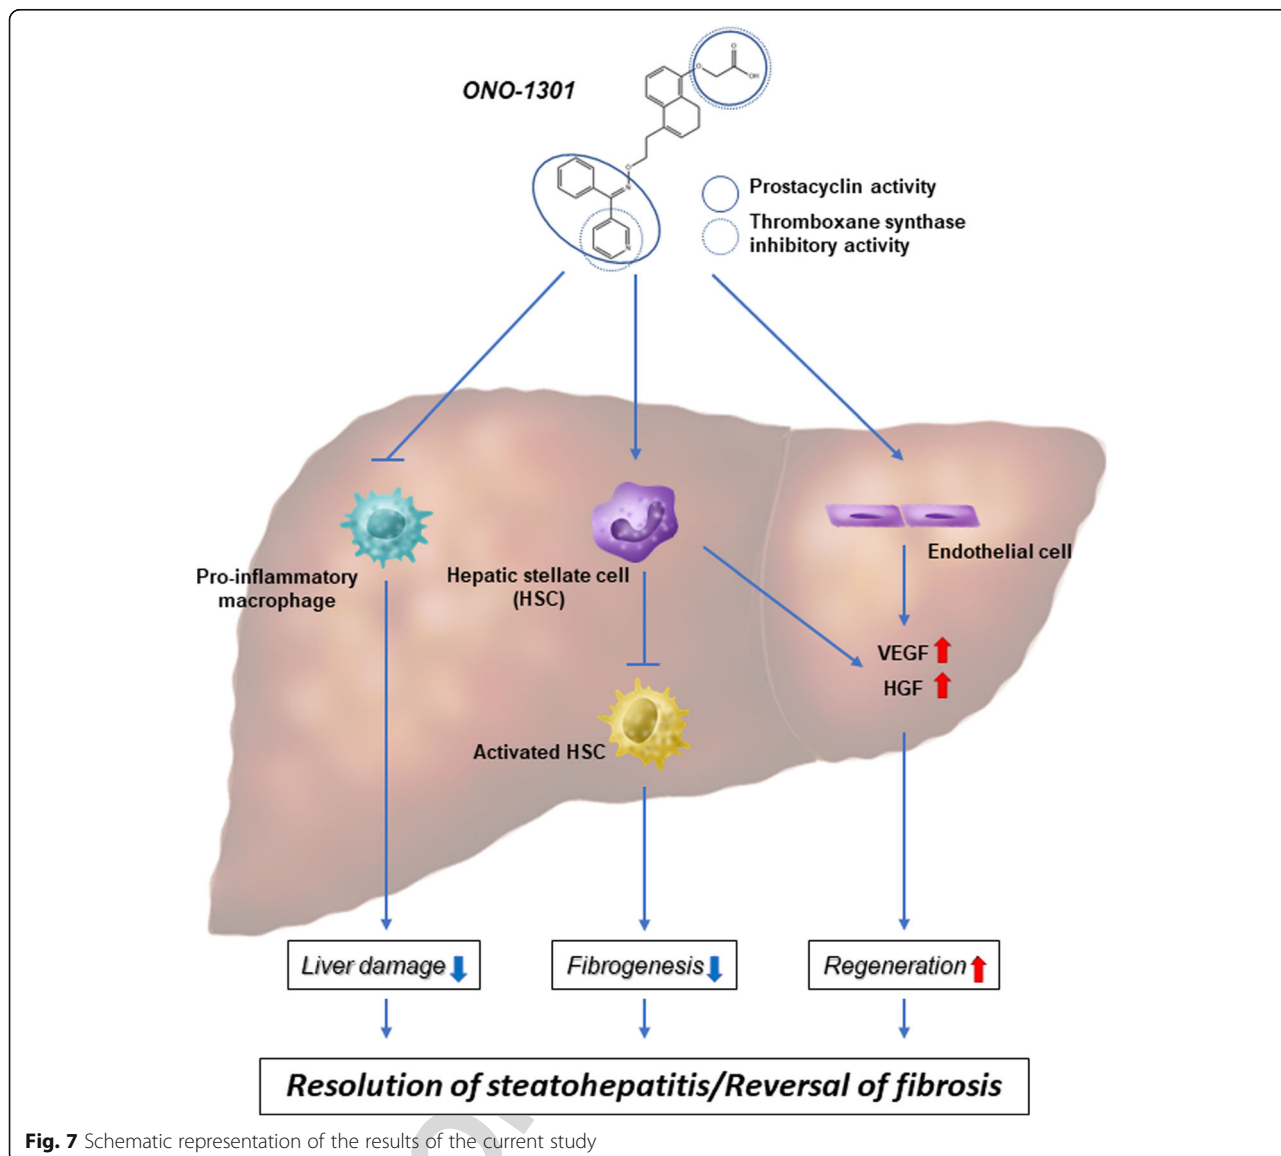 ONO-1301
O
O
OH
O
N
N
Prostacyclin activity
Thromboxane synthase
inhibitory activity
Pro-inflammatory
macrophage
Hepatic stellate cell
(HSC)
Endothelial cell
VEGF
HGF
Activated HSC
Liver damage
Fibrogenesis
Regeneration
Resolution of steatohepatitis/Reversal of fibrosis
Fig. 7 Schematic representation of the results of the current study